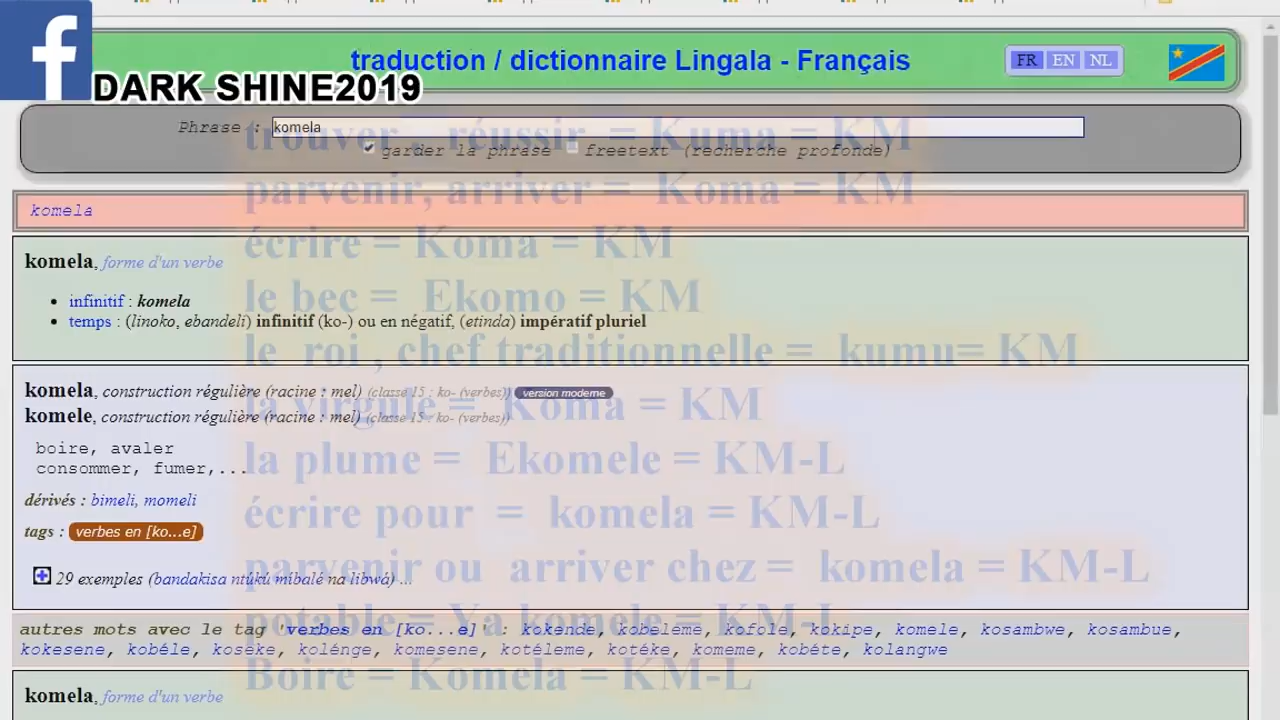 f
DARK SHINE2019
traduction / dictionnaire Lingala - Français
FR EN NL
Phrase : komela
garder la phrase freetext (recherche profonde)
komela
komela, forme d'un verbe
infinitif : komela
temps : (linoko, ebandeli) infinitif (ko-) ou en négatif, (etinda) impératif pluriel
komela, construction régulière (racine : mel) (classe 15 : ko- (verbes)) version moderne
komele, construction régulière (racine : mel) (classe 15 : ko- (verbes))
boire, avaler
consommer, fumer,...
dérivés : bimeli, momeli
tags : verbes en [ko...e]
29 exemples (bandakisa ntúkú míbalé na libwá) ...
autres mots avec le tag 'verbes en [ko...e]' : kokende, kobeleme, kofole, kokipe, komele, kosambwe, kosambue,
kokesene, kobéle, koseke, kolénge, komesene, kotéleme, kotéke, komeme, kobéte, kolangwe
komela, forme d'un verbe
trouver , réussir = Kuma = KM
parvenir, arriver = Koma = KM
écrire = Koma = KM
le bec = Ekomo = KM
le roi , chef traditionnelle = kumu= KM
= Koma = KM
la plume = Ekomele = KM-L
écrire pour = komela = KM-L
parvenir ou arriver chez = komela = KM-L
potable = Ya komele = KM-L
Boire = Komela = KM-L